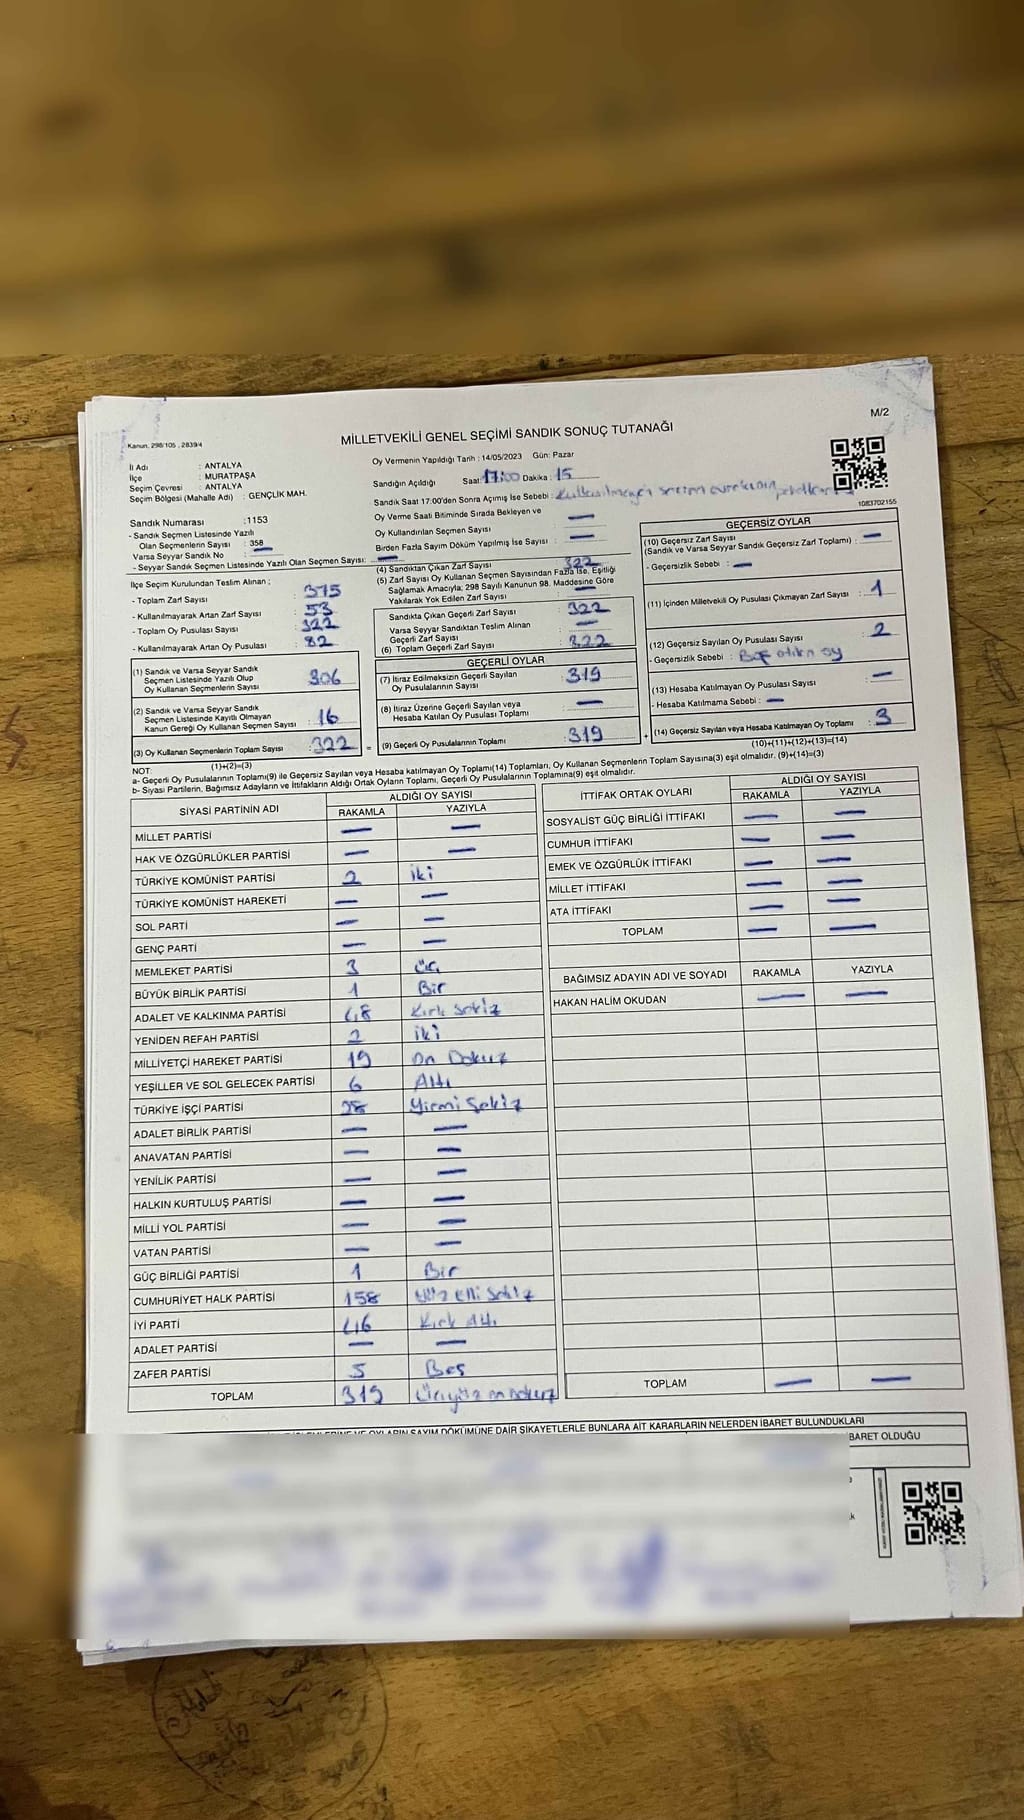 M/2
Kanun, 298/105 , 2839/4
MİLLETVEKİLİ GENEL SEÇİMİ SANDIK SONUÇ TUTANAĞI
İl Adı : ANTALYA
İlçe : MURATPAŞA
Seçim Çevresi : ANTALYA
Seçim Bölgesi (Mahalle Adı) : GENÇLİK MAH.
Sandık Numarası :1153
- Sandık Seçmen Listesinde Yazılı
Olan Seçmenlerin Sayısı : 358
Varsa Seyyar Sandık No : —
- Seyyar Sandık Seçmen Listesinde Yazılı Olan Seçmen Sayısı: —
Oy Vermenin Yapıldığı Tarih : 14/05/2023 Gün: Pazar
Sandığın Açıldığı Saat 17:00 Dakika : 15
Sandık Saat 17:00'den Sonra Açılmış İse Sebebi :
Oy Verme Saati Bitiminde Sırada Bekleyen ve
Oy Kullandırılan Seçmen Sayısı : —
Birden Fazla Sayım Döküm Yapılmış İse Sayısı : —
1083702155
İlçe Seçim Kurulundan Teslim Alınan ;
- Toplam Zarf Sayısı : 375
- Kullanılmayarak Artan Zarf Sayısı : 53
- Toplam Oy Pusulası Sayısı : 322
- Kullanılmayarak Artan Oy Pusulası : 82
(1) Sandık ve Varsa Seyyar Sandık
Seçmen Listesinde Yazılı Olup
Oy Kullanan Seçmenlerin Sayısı : 306
(2) Sandık ve Varsa Seyyar Sandık
Seçmen Listesinde Kayıtlı Olmayan
Kanun Gereği Oy Kullanan Seçmen Sayısı : 16
(3) Oy Kullanan Seçmenlerin Toplam Sayısı : 322
(1)+(2)=(3)
(4) Sandıktan Çıkan Zarf Sayısı : 322
(5) Zarf Sayısı Oy Kullanan Seçmen Sayısından Fazla İse, Eşitliği
Sağlamak Amacıyla; 298 Sayılı Kanunun 98. Maddesine Göre
Yakılarak Yok Edilen Zarf Sayısı : —
Sandıkta Çıkan Geçerli Zarf Sayısı : 322
Varsa Seyyar Sandıktan Teslim Alınan
Geçerli Zarf Sayısı : —
(6) Toplam Geçerli Zarf Sayısı : 322
GEÇERLİ OYLAR
(7) İtiraz Edilmeksizin Geçerli Sayılan
Oy Pusulalarının Sayısı : 319
(8) İtiraz Üzerine Geçerli Sayılan veya
Hesaba Katılan Oy Pusulası Toplamı : —
= (9) Geçerli Oy Pusulalarının Toplamı : 319 +
GEÇERSİZ OYLAR
(10) Geçersiz Zarf Sayısı
(Sandık ve Varsa Seyyar Sandık Geçersiz Zarf Toplamı) : —
- Geçersizlik Sebebi : —
(11) İçinden Milletvekili Oy Pusulası Çıkmayan Zarf Sayısı : 1
(12) Geçersiz Sayılan Oy Pusulası Sayısı : 2
- Geçersizlik Sebebi : Boş atılan oy
(13) Hesaba Katılmayan Oy Pusulası Sayısı : —
- Hesaba Katılmama Sebebi : —
(14) Geçersiz Sayılan veya Hesaba Katılmayan Oy Toplamı : 3
(10)+(11)+(12)+(13)=(14)
NOT:
a- Geçerli Oy Pusulalarının Toplamı(9) ile Geçersiz Sayılan veya Hesaba katılmayan Oy Toplamı(14) Toplamları, Oy Kullanan Seçmenlerin Toplam Sayısına(3) eşit olmalıdır. (9)+(14)=(3)
b- Siyasi Partilerin, Bağımsız Adayların ve İttifakların Aldığı Ortak Oyların Toplamı, Geçerli Oy Pusulalarının Toplamına(9) eşit olmalıdır.
SİYASİ PARTİNİN ADI ALDIĞI OY SAYISI
RAKAMLA YAZIYLA
MİLLET PARTİSİ — —
HAK VE ÖZGÜRLÜKLER PARTİSİ — —
TÜRKİYE KOMÜNİST PARTİSİ 2 iki
TÜRKİYE KOMÜNİST HAREKETİ — —
SOL PARTİ — —
GENÇ PARTİ — —
MEMLEKET PARTİSİ 3 üç
BÜYÜK BİRLİK PARTİSİ 1 Bir
ADALET VE KALKINMA PARTİSİ 48 Kırk Sekiz
YENİDEN REFAH PARTİSİ 2 iki
MİLLİYETÇİ HAREKET PARTİSİ 19 On Dokuz
YEŞİLLER VE SOL GELECEK PARTİSİ 6 Altı
TÜRKİYE İŞÇİ PARTİSİ 28 Yirmi Sekiz
ADALET BİRLİK PARTİSİ — —
ANAVATAN PARTİSİ — —
YENİLİK PARTİSİ — —
HALKIN KURTULUŞ PARTİSİ — —
MİLLİ YOL PARTİSİ — —
VATAN PARTİSİ — —
GÜÇ BİRLİĞİ PARTİSİ 1 Bir
CUMHURİYET HALK PARTİSİ 158 Yüz Elli Sekiz
İYİ PARTİ 46 Kırk Altı
ADALET PARTİSİ — —
ZAFER PARTİSİ 5 Beş
TOPLAM 319 Üçyüz on dokuz
İTTİFAK ORTAK OYLARI ALDIĞI OY SAYISI
RAKAMLA YAZIYLA
SOSYALİST GÜÇ BİRLİĞİ İTTİFAKI — —
CUMHUR İTTİFAKI — —
EMEK VE ÖZGÜRLÜK İTTİFAKI — —
MİLLET İTTİFAKI — —
ATA İTTİFAKI — —
TOPLAM — —
BAĞIMSIZ ADAYIN ADI VE SOYADI RAKAMLA YAZIYLA
HAKAN HALİM OKUDAN — —
TOPLAM — —
OYLARIN SAYIM DÖKÜMÜNE DAİR ŞİKAYETLERLE BUNLARA AİT KARARLARIN NELERDEN İBARET BULUNDUKLARI
BARET OLDUĞU